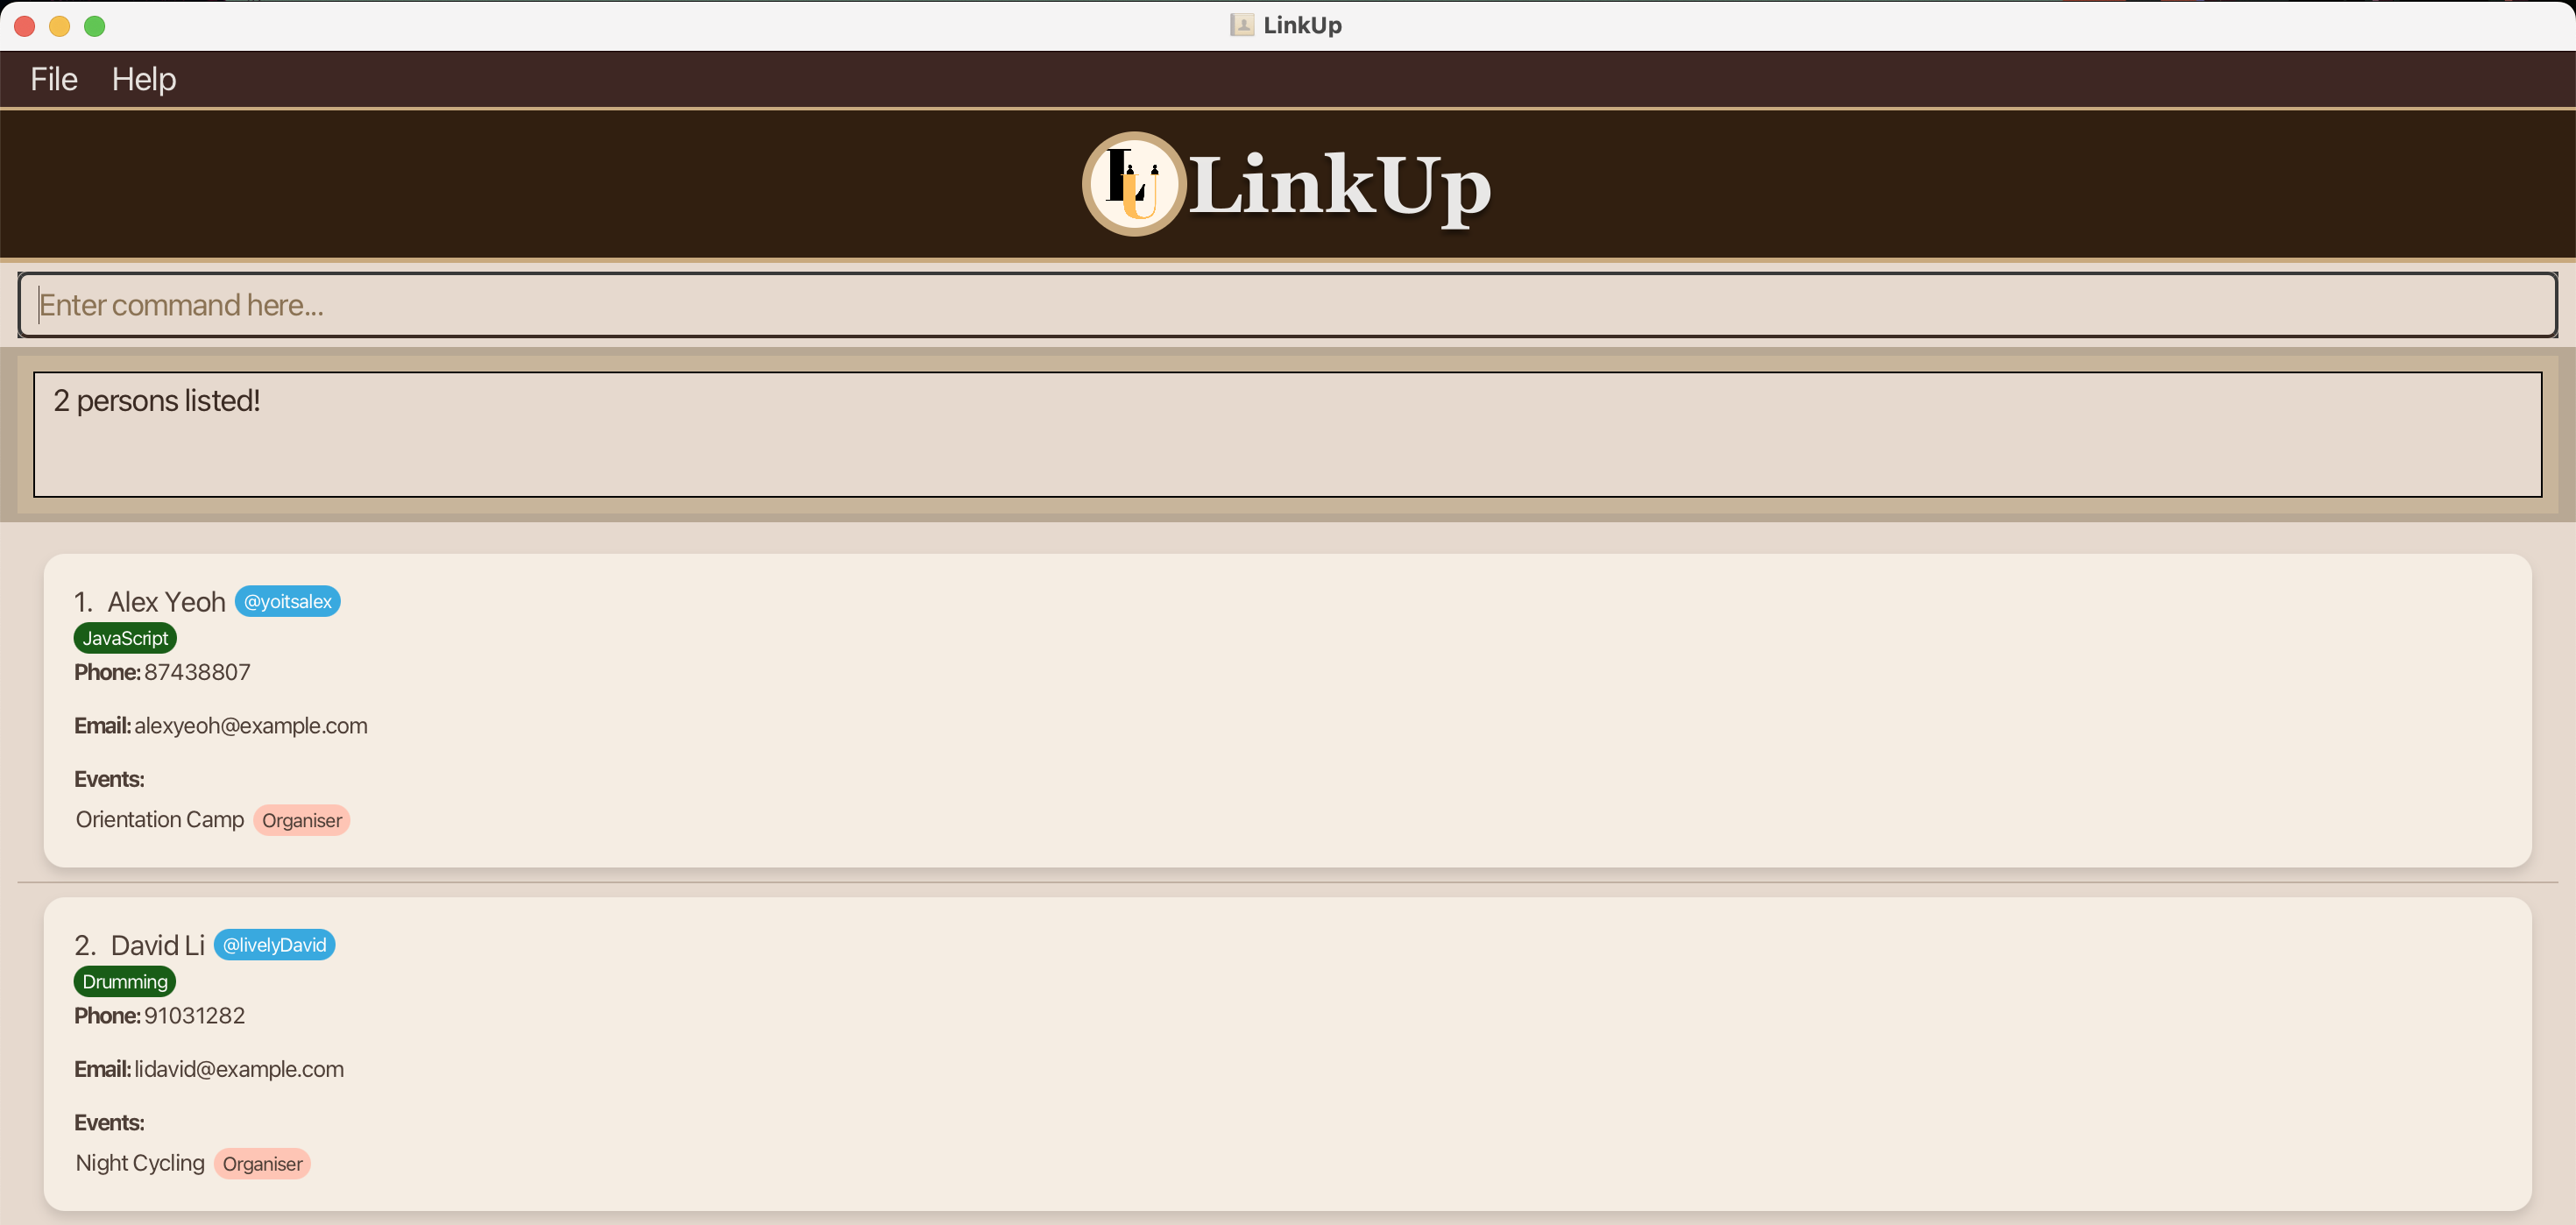 LinkUp
File Help
LU LinkUp
Enter command here...
2 persons listed!
1. Alex Yeoh @yoitsalex
JavaScript
Phone: 87438807
Email: alexyeoh@example.com
Events:
Orientation Camp Organiser
2. David Li @livelyDavid
Drumming
Phone: 91031282
Email: lidavid@example.com
Events:
Night Cycling Organiser